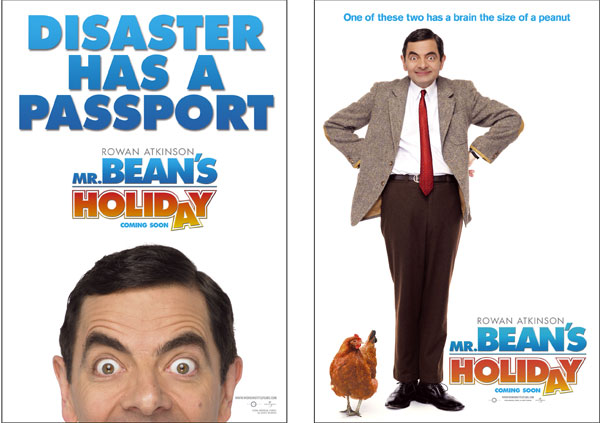 DISASTER
HAS A
PASSPORT
ROWAN ATKINSON
MR. BEAN'S
HOLIDAY
COMING SOON
One of these two has a brain the size of a peanut
ROWAN ATKINSON
MR. BEAN'S
HOLIDAY
COMING SOON